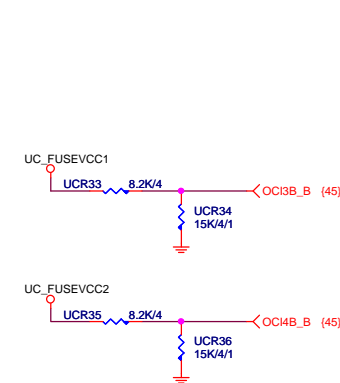 UC_FUSEVCC1
UCR33 8.2K/4
OCI3B_B {45}
UCR34
15K/4/1
UC_FUSEVCC2
UCR35 8.2K/4
OCI4B_B {45}
UCR36
15K/4/1